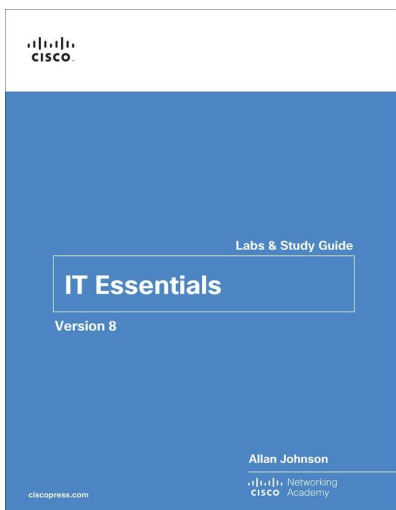 CISCO
Labs & Study Guide
IT Essentials
Version 8
Allan Johnson
Networking
CISCO Academy
ciscopress.com